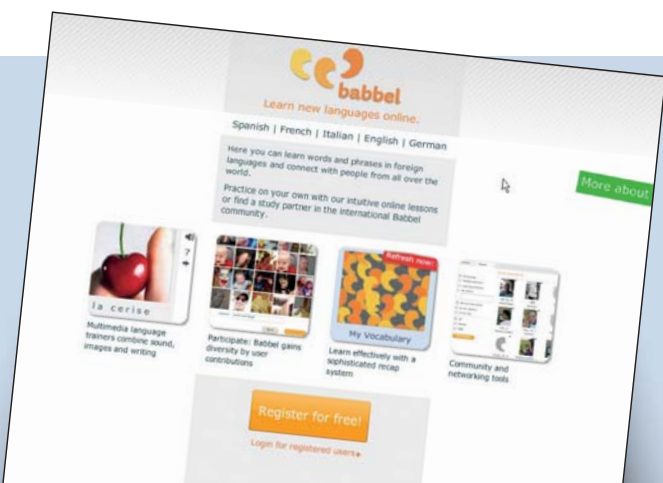 babbel
Learn new languages online.
Spanish | French | Italian | English | German
Here you can learn words and phrases in foreign
languages and connect with people from all over the
world.
Practice on your own with our intuitive online lessons
or find a study partner in the international Babbel
community.
More about
la cerise
?
Multimedia language
trainers combine sound,
images and writing
Participate: Babbel gains
diversity by user
contributions
Refresh now:
My Vocabulary
Learn effectively with a
sophisticated recap
system
Community and
networking tools
Register for free!
Login for registered users